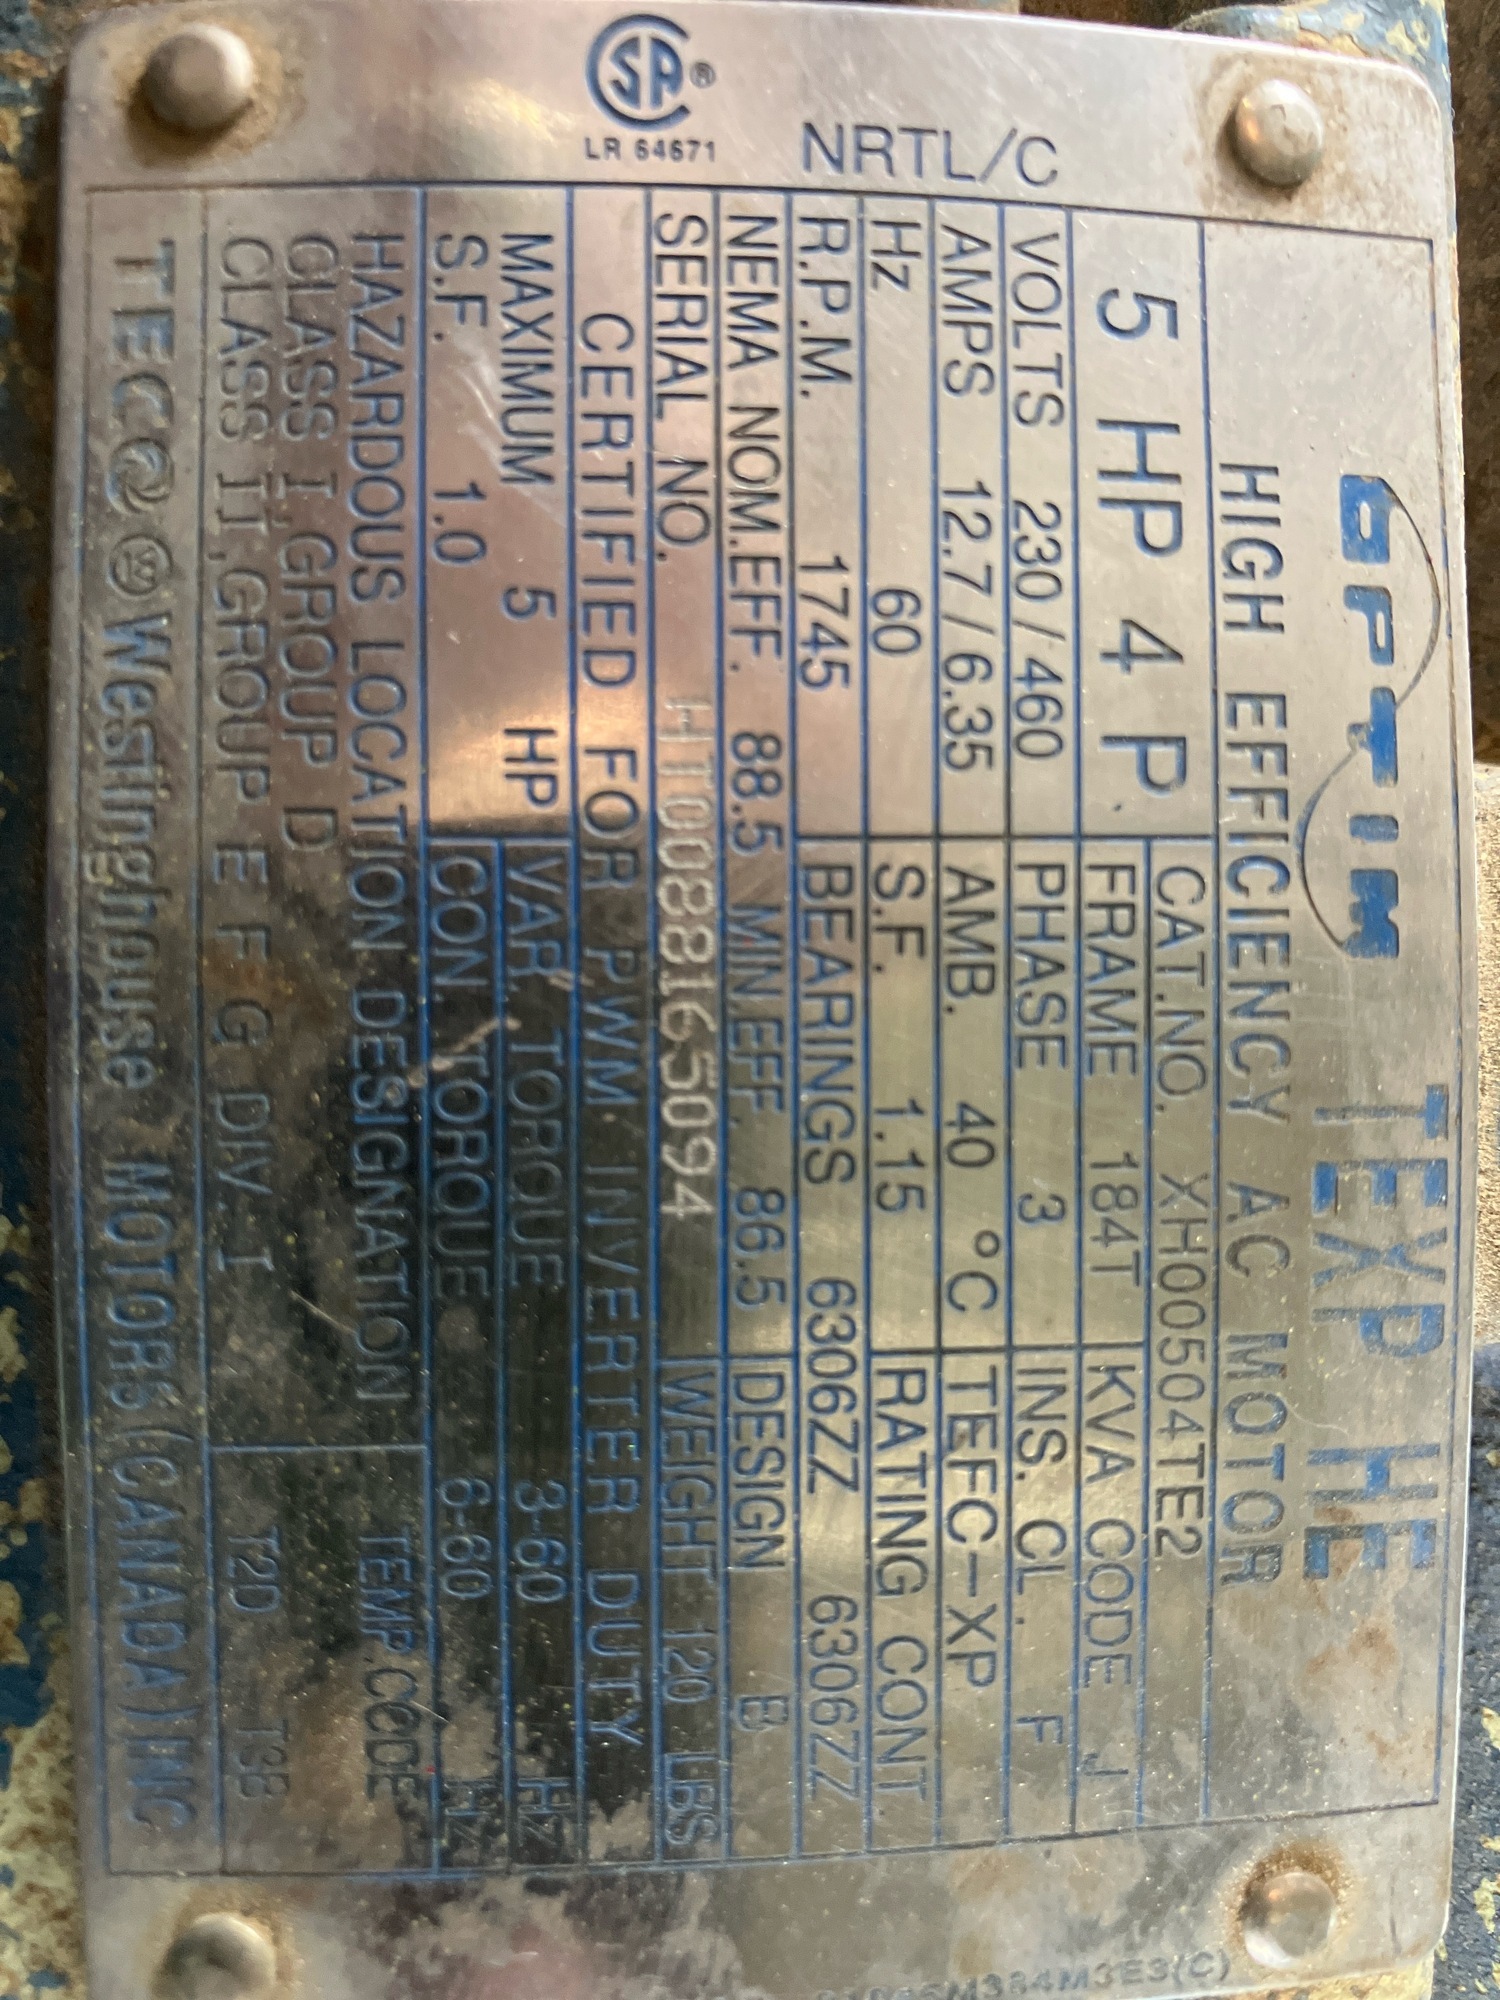 OPTIM TEXP HE
HIGH EFFICIENCY AC MOTOR
5 HP 4 P
CAT.NO. XH00504TE2
FRAME 184T KVA CODE J
VOLTS 230/460 PHASE 3 INS. CL. F
AMPS 12.7/6.35 AMB. 40 °C TEFC-XP
Hz 60 S.F. 1.15 RATING CONT.
R.P.M. 1745 BEARINGS 6306ZZ 6306ZZ
NEMA NOM.EFF. 88.5 MIN.EFF. 86.5 DESIGN B
SERIAL NO. HT0088165094 WEIGHT 120 LBS
CERTIFIED FOR PWM INVERTER DUTY
MAXIMUM 5 HP VAR. TORQUE 3-60 Hz
S.F. 1.0 CON. TORQUE 6-60 Hz
HAZARDOUS LOCATION DESIGNATION TEMP.CODE
CLASS I,GROUP D
CLASS II,GROUP E F G DIV. I T2D T3B
TECO Westinghouse MOTORS (CANADA) INC
CSA®
LR 64671
NRTL/C